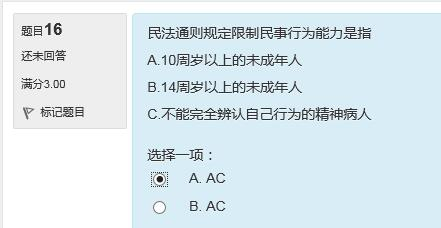 题目16
还未回答
满分3.00
标记题目
民法通则规定限制民事行为能力是指
A.10周岁以上的未成年人
B.14周岁以上的未成年人
C.不能完全辨认自己行为的精神病人
选择一项：
A. AC
B. AC